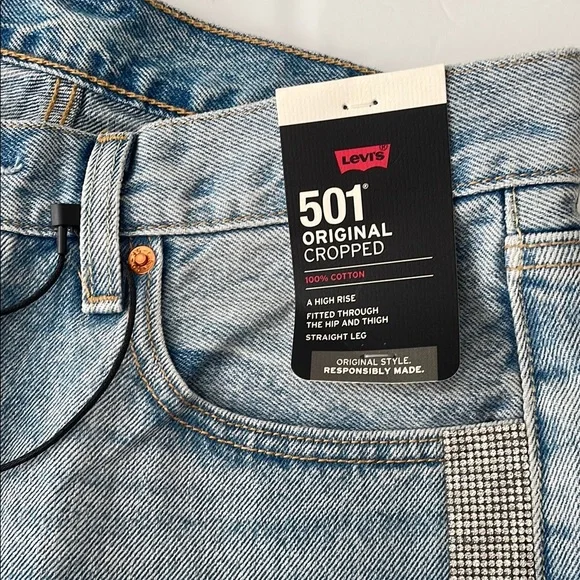 Levi's®
501®
ORIGINAL
CROPPED
100% COTTON
A HIGH RISE
FITTED THROUGH
THE HIP AND THIGH
STRAIGHT LEG
ORIGINAL STYLE.
RESPONSIBLY MADE.